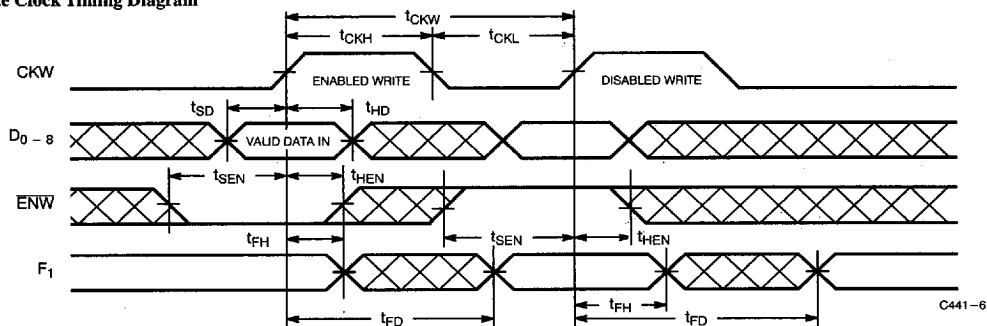 e Clock Timing Diagram
tCKW
tCKH tCKL
CKW ENABLED WRITE DISABLED WRITE
tSD tHD
D0 – 8 VALID DATA IN
tSEN tHEN
ENW
tFH tSEN tHEN
F1
tFH C441–6
tFD tFD